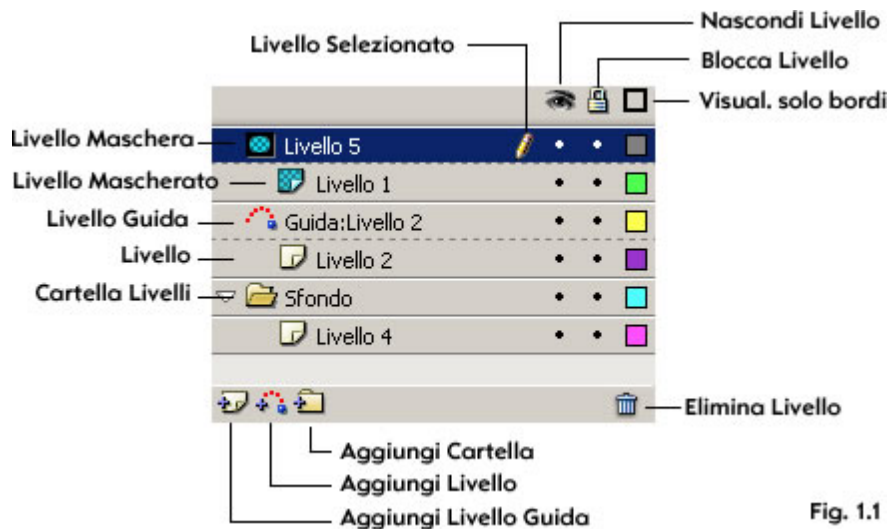 Nascondi Livello
Livello Selezionato
Blocca Livello
Visual. solo bordi
Livello Maschera
Livello 5
Livello Mascherato
Livello 1
Livello Guida
Guida:Livello 2
Livello
Livello 2
Cartella Livelli
Sfondo
Livello 4
Elimina Livello
Aggiungi Cartella
Aggiungi Livello
Aggiungi Livello Guida
Fig. 1.1